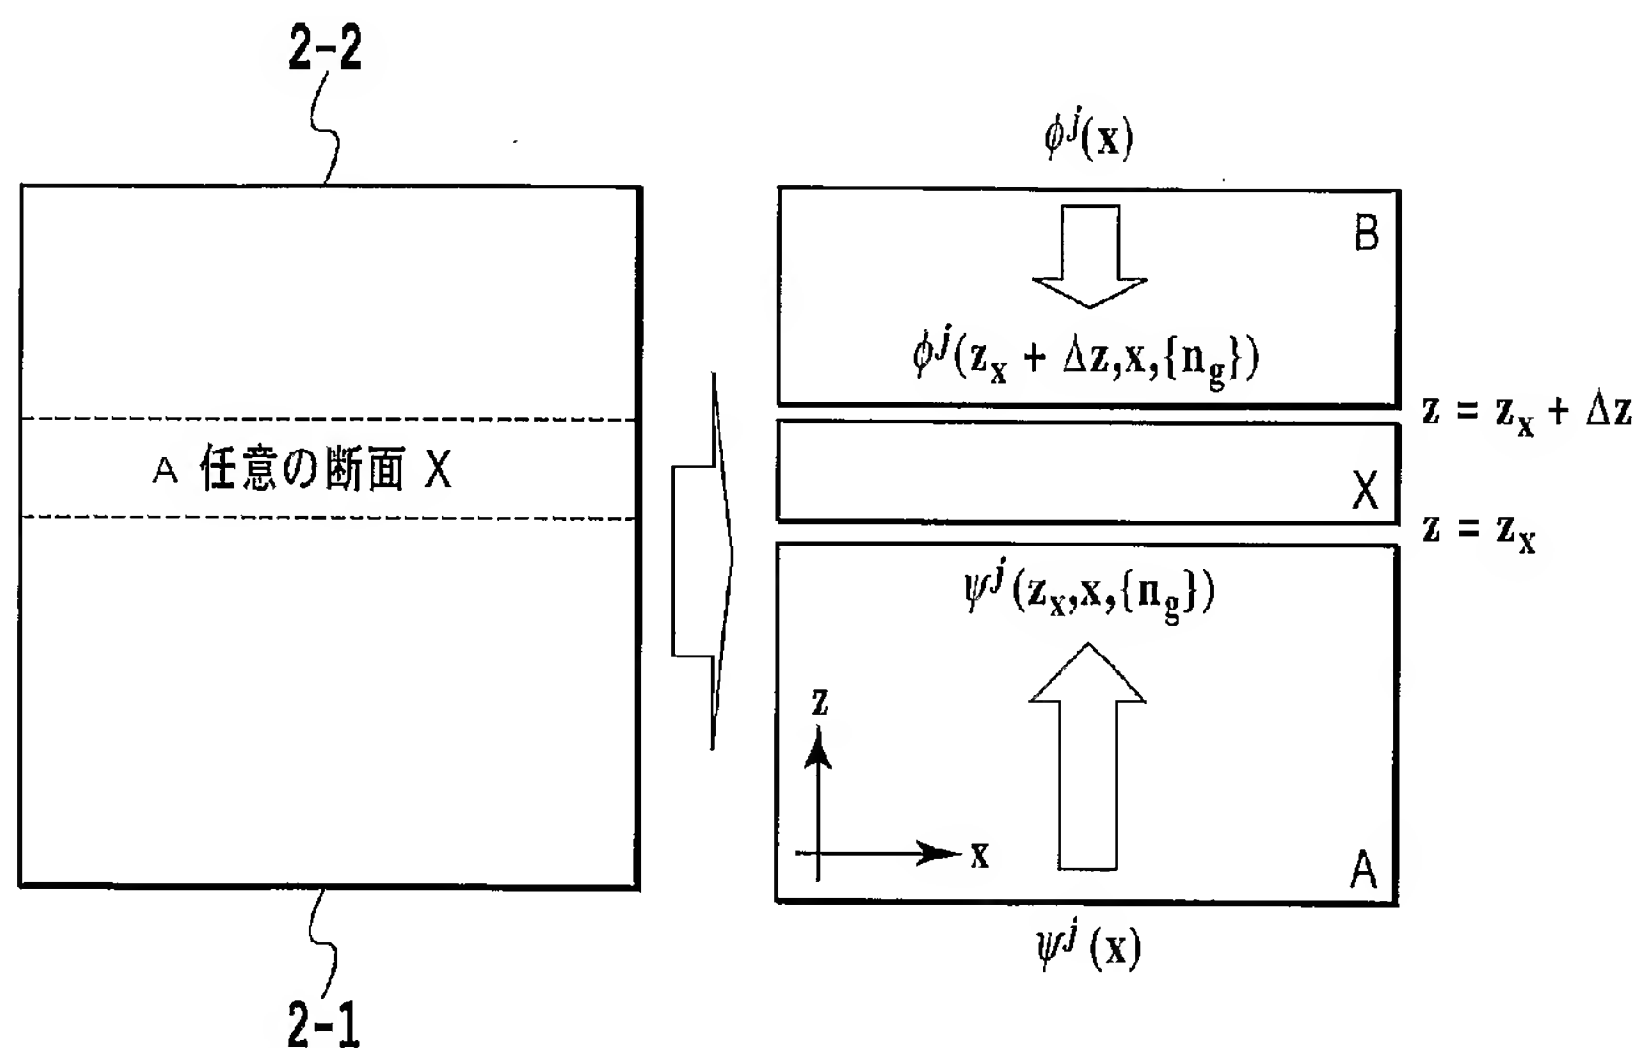 2-2
A 任意の断面 X
2-1
ϕʲ(x)
B
ϕʲ(zₓ + Δz,x,{n_g})
z = zₓ + Δz
X
z = zₓ
ψʲ(zₓ,x,{n_g})
z
x
A
ψʲ(x)